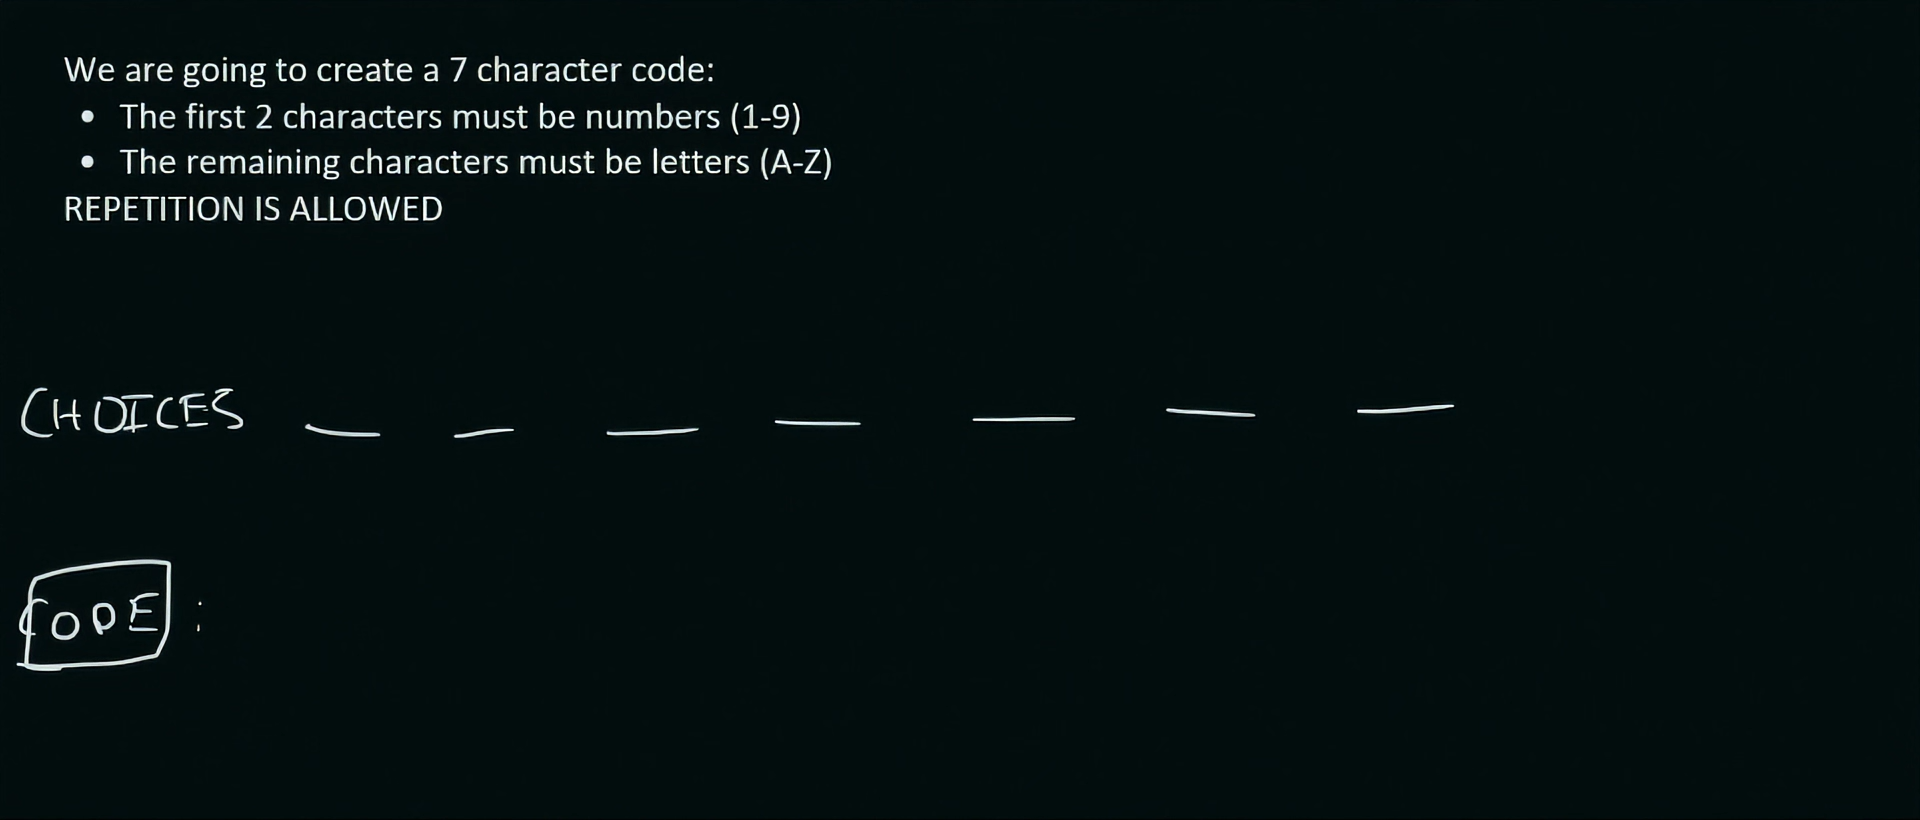 We are going to create a 7 character code:
• The first 2 characters must be numbers (1-9)
• The remaining characters must be letters (A-Z)
REPETITION IS ALLOWED
CHOICES _ _ _ _ _ _ _
CODE :